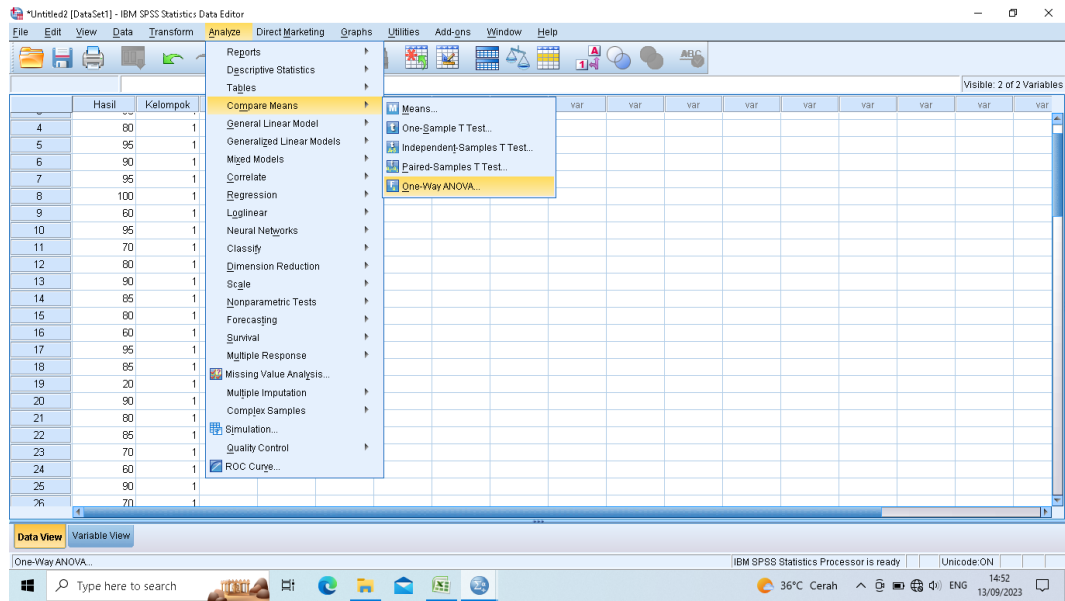 *Untitled2 [DataSet1] - IBM SPSS Statistics Data Editor
File Edit View Data Transform Analyze Direct Marketing Graphs Utilities Add-ons Window Help
Visible: 2 of 2 Variables
Hasil Kelompok var var var var var var var var var
4 80 1
5 95 1
6 90 1
7 95 1
8 100 1
9 60 1
10 95 1
11 70 1
12 80 1
13 90 1
14 85 1
15 80 1
16 60 1
17 95 1
18 85 1
19 20 1
20 90 1
21 80 1
22 85 1
23 70 1
24 60 1
25 90 1
26 70 1
Reports
Descriptive Statistics
Tables
Compare Means
General Linear Model
Generalized Linear Models
Mixed Models
Correlate
Regression
Loglinear
Neural Networks
Classify
Dimension Reduction
Scale
Nonparametric Tests
Forecasting
Survival
Multiple Response
Missing Value Analysis...
Multiple Imputation
Complex Samples
Simulation...
Quality Control
ROC Curve...
Means...
One-Sample T Test...
Independent-Samples T Test...
Paired-Samples T Test...
One-Way ANOVA...
Data View Variable View
One-Way ANOVA... IBM SPSS Statistics Processor is ready Unicode:ON
Type here to search 36°C Cerah ENG 14:52
13/09/2023